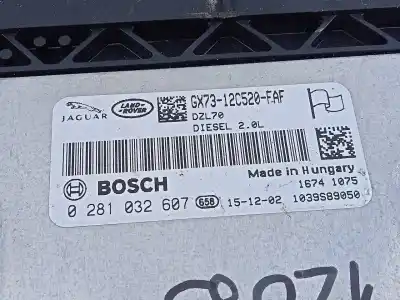 JAGUAR
LAND-
ROVER
GX73-12C520-FAF
DZL70
DIESEL 2.0L
Made in Hungary
BOSCH
1674 1075
0 281 032 607 658 15-12-02 1039S89050